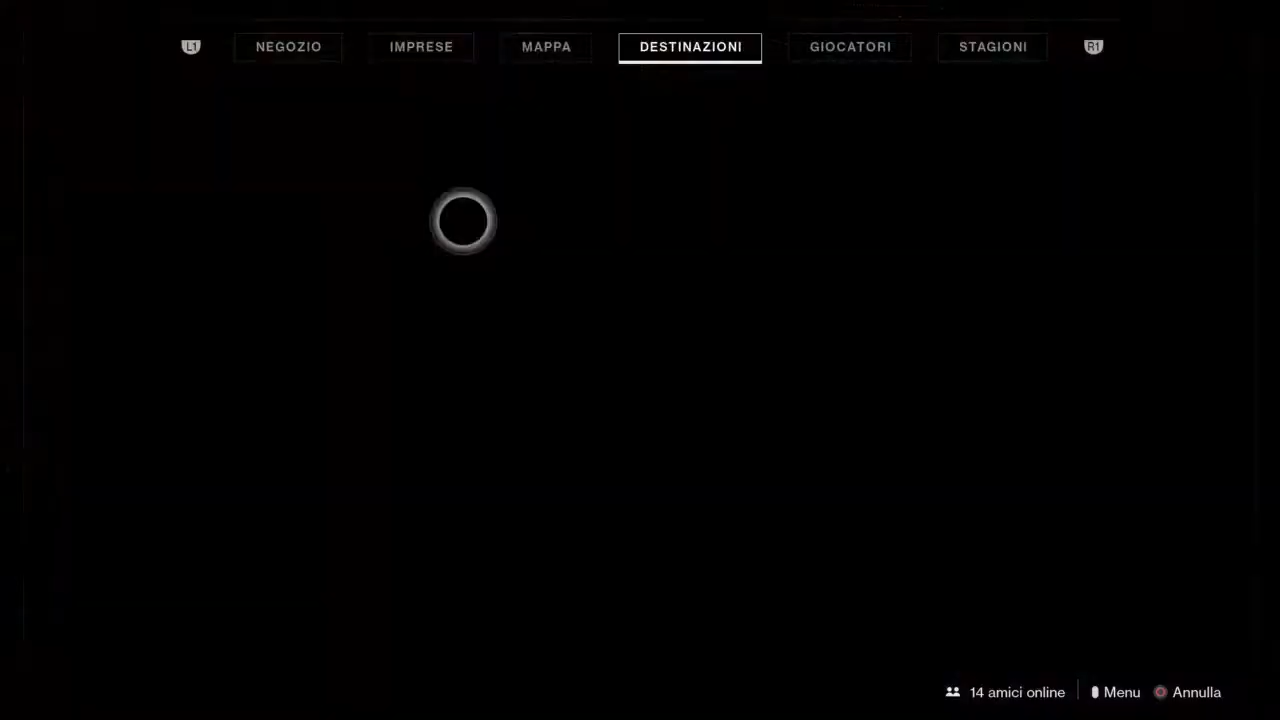 L1 NEGOZIO IMPRESE MAPPA DESTINAZIONI GIOCATORI STAGIONI R1
14 amici online Menu Annulla